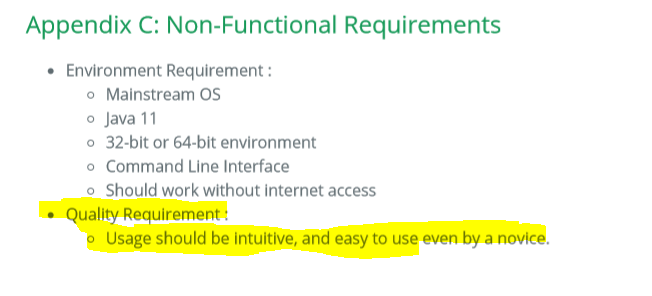 Appendix C: Non-Functional Requirements
• Environment Requirement :
○ Mainstream OS
○ Java 11
○ 32-bit or 64-bit environment
○ Command Line Interface
○ Should work without internet access
• Quality Requirement :
○ Usage should be intuitive, and easy to use even by a novice.